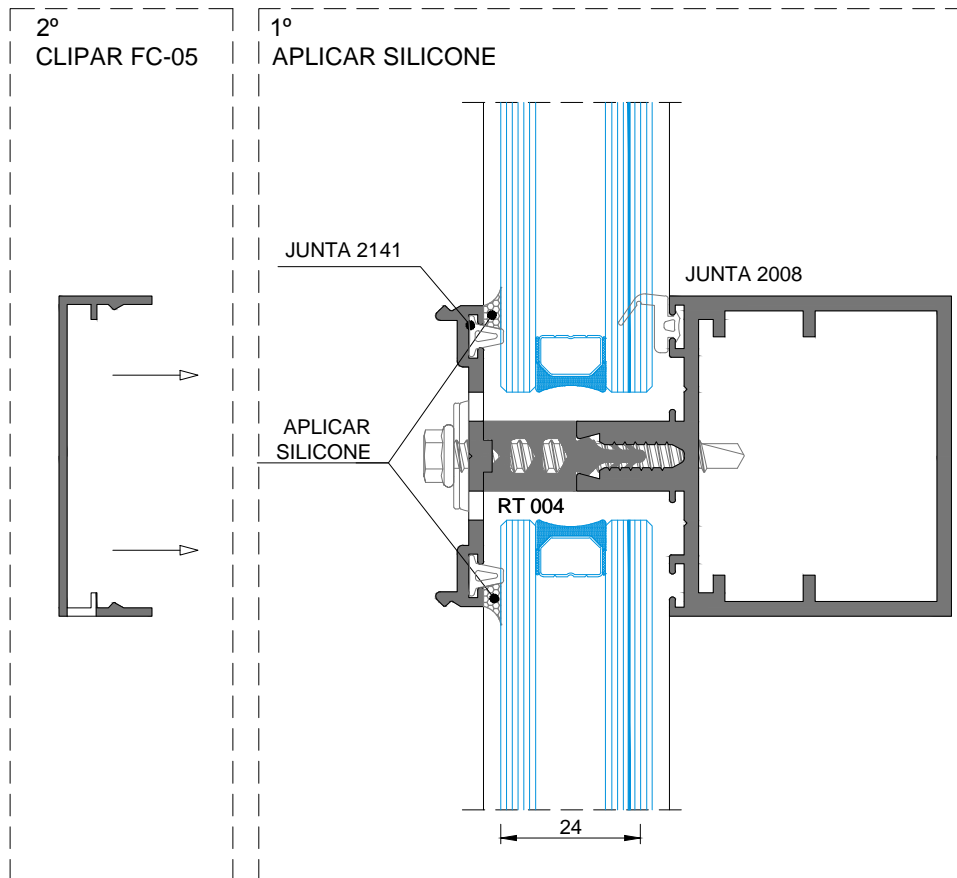 2º
CLIPAR FC-05
1º
APLICAR SILICONE
JUNTA 2141
JUNTA 2008
APLICAR
SILICONE
RT 004
24